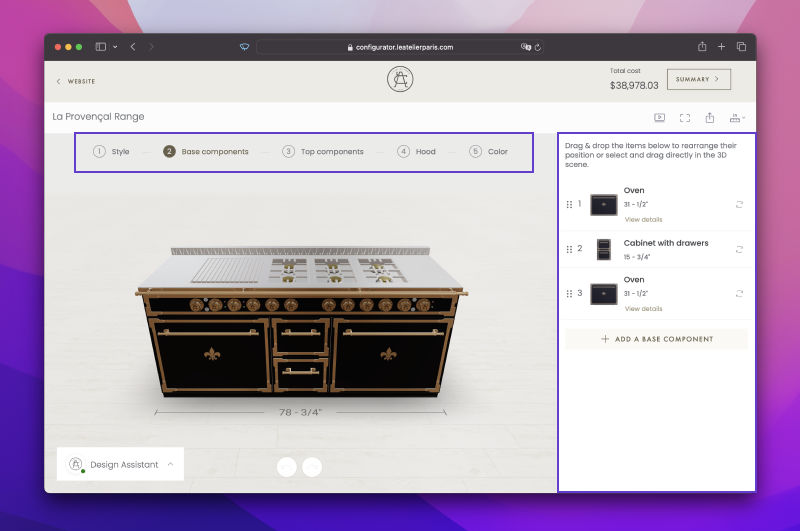 configurator.leatelierparis.com
WEBSITE
Total cost
$38,978.03
SUMMARY
La Provençal Range
1 Style
2 Base components
3 Top components
4 Hood
5 Color
Drag & drop the items below to rearrange their
position or select and drag directly in the 3D
scene.
1
Oven
31 - 1/2"
View details
2
Cabinet with drawers
15 - 3/4"
3
Oven
31 - 1/2"
View details
+ ADD A BASE COMPONENT
78 - 3/4"
Design Assistant